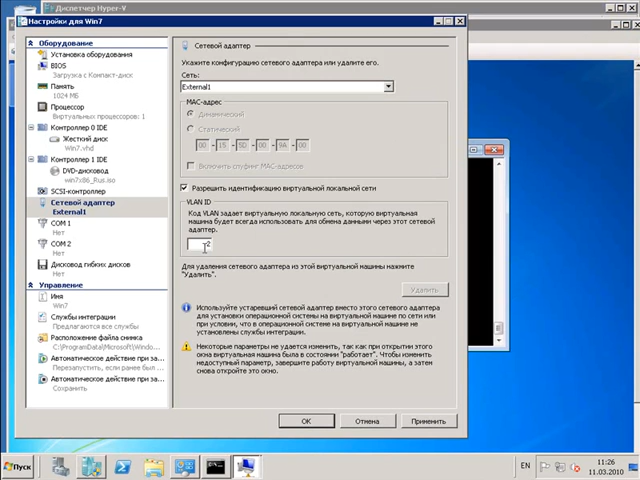 Диспетчер Hyper-V
Настройки для Win7
Оборудование
Установка оборудования
BIOS
Загрузка с Компакт-диск
Память
1024 МБ
Процессор
Виртуальных процессоров: 1
Контроллер 0 IDE
Жесткий диск
Win7.vhd
Контроллер 1 IDE
DVD-дисковод
win7x86_Rus.iso
SCSI-контроллер
Сетевой адаптер
External1
COM 1
Нет
COM 2
Нет
Дисковод гибких дисков
Нет
Управление
Имя
Win7
Службы интеграции
Предлагаются все службы
Расположение файла снимка
C:\ProgramData\Microsoft\Windo...
Автоматическое действие при за...
Перезапустить, если ранее был ...
Автоматическое действие при за...
Сохранить
Сетевой адаптер
Укажите конфигурацию сетевого адаптера или удалите его.
Сеть:
External1
MAC-адрес
Динамический
Статический
00 - 15 - 5D - 00 - 9A - 00
Включить спуфинг MAC-адресов
Разрешить идентификацию виртуальной локальной сети
VLAN ID
Код VLAN задает виртуальную локальную сеть, которую виртуальная
машина будет всегда использовать для обмена данными через этот сетевой
адаптер.
2
Для удаления сетевого адаптера из этой виртуальной машины нажмите
"Удалить".
Удалить
Используйте устаревший сетевой адаптер вместо этого сетевого адаптера
для установки операционной системы на виртуальной машине по сети или
при условии, что в операционной системе на виртуальной машине не
установлены службы интеграции.
Некоторые параметры не удается изменить, так как при открытии этого
окна виртуальная машина была в состоянии "работает". Чтобы изменить
недоступный параметр, завершите работу виртуальной машины, а затем
снова откройте это окно.
OK
Отмена
Применить
Пуск
EN
11:26
11.03.2010